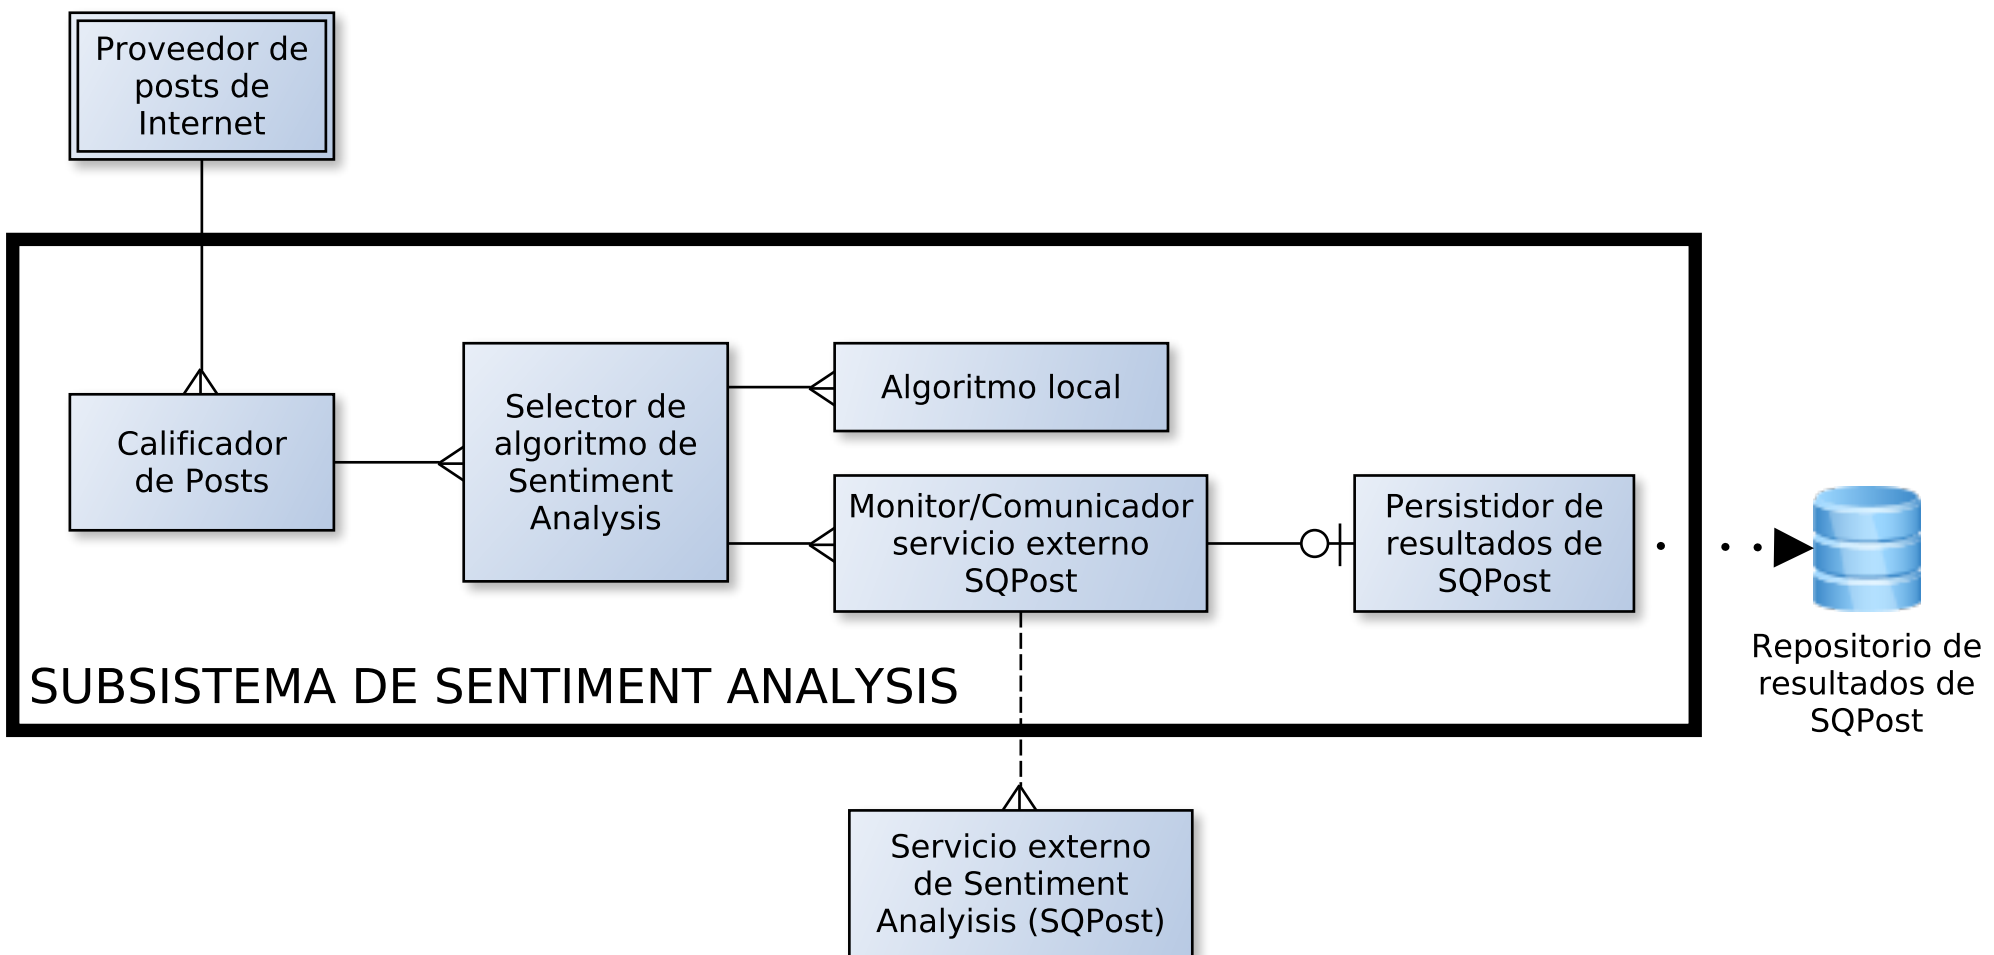 Proveedor de
posts de
Internet
Calificador
de Posts
Selector de
algoritmo de
Sentiment
Analysis
Algoritmo local
Monitor/Comunicador
servicio externo
SQPost
Persistidor de
resultados de
SQPost
Repositorio de
resultados de
SQPost
SUBSISTEMA DE SENTIMENT ANALYSIS
Servicio externo
de Sentiment
Analyisis (SQPost)